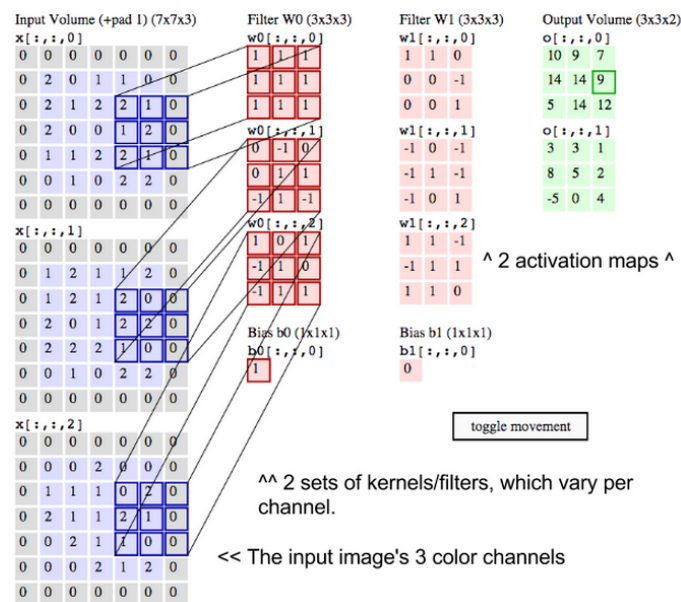 Input Volume (+pad 1) (7x7x3)
x[:,:,0]
0 0 0 0 0 0 0
0 2 0 1 1 0 0
0 2 1 2 2 1 0
0 2 0 0 1 2 0
0 1 1 2 2 1 0
0 0 1 0 2 2 0
0 0 0 0 0 0 0
x[:,:,1]
0 0 0 0 0 0 0
0 1 2 1 1 2 0
0 1 2 1 2 0 0
0 2 0 1 2 2 0
0 2 2 2 1 0 0
0 0 1 0 2 2 0
0 0 0 0 0 0 0
x[:,:,2]
0 0 0 0 0 0 0
0 0 0 2 0 0 0
0 1 1 1 0 2 0
0 2 1 1 2 1 0
0 0 2 1 1 0 0
0 0 0 2 1 2 0
0 0 0 0 0 0 0
Filter W0 (3x3x3)
w0[:,:,0]
1 1 1
1 1 1
1 1 1
w0[:,:,1]
0 -1 0
0 1 1
-1 1 -1
w0[:,:,2]
1 0 1
-1 1 0
-1 1 1
Bias b0 (1x1x1)
b0[:,:,0]
1
Filter W1 (3x3x3)
w1[:,:,0]
1 1 0
0 0 -1
0 0 1
w1[:,:,1]
-1 0 -1
-1 1 -1
-1 0 1
w1[:,:,2]
1 1 -1
-1 1 1
1 1 0
Bias b1 (1x1x1)
b1[:,:,0]
0
Output Volume (3x3x2)
o[:,:,0]
10 9 7
14 14 9
5 14 12
o[:,:,1]
3 3 1
8 5 2
-5 0 4
^ 2 activation maps ^
toggle movement
^^ 2 sets of kernels/filters, which vary per
channel.
<< The input image's 3 color channels